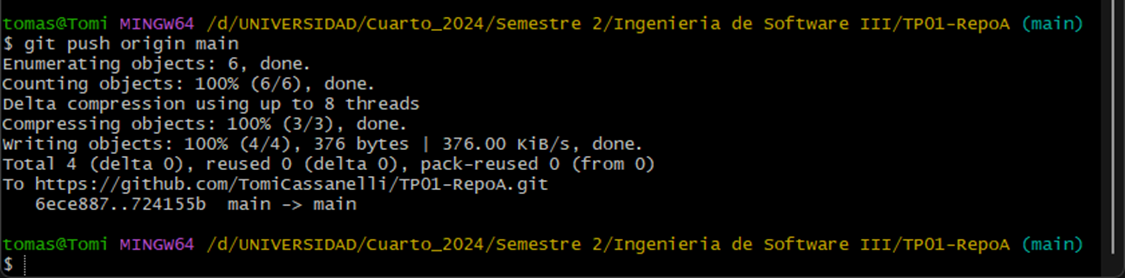 tomas@Tomi MINGW64 /d/UNIVERSIDAD/Cuarto_2024/Semestre 2/Ingenieria de Software III/TP01-RepoA (main)
$ git push origin main
Enumerating objects: 6, done.
Counting objects: 100% (6/6), done.
Delta compression using up to 8 threads
Compressing objects: 100% (3/3), done.
Writing objects: 100% (4/4), 376 bytes | 376.00 KiB/s, done.
Total 4 (delta 0), reused 0 (delta 0), pack-reused 0 (from 0)
To https://github.com/TomiCassanelli/TP01-RepoA.git
   6ece887..724155b  main -> main
tomas@Tomi MINGW64 /d/UNIVERSIDAD/Cuarto_2024/Semestre 2/Ingenieria de Software III/TP01-RepoA (main)
$